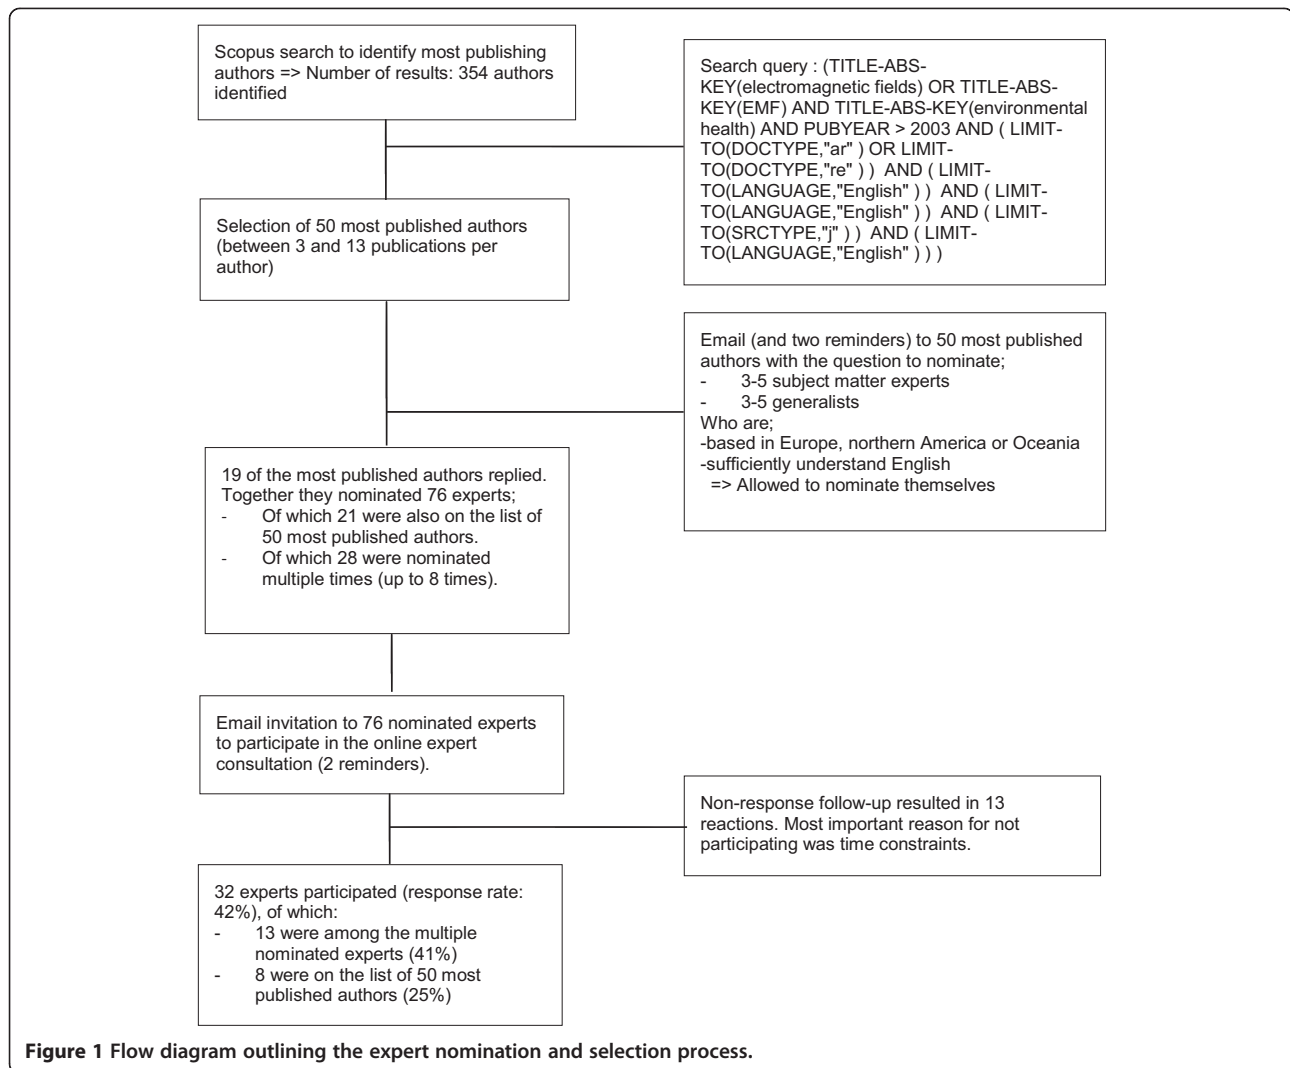 Scopus search to identify most publishing
authors => Number of results: 354 authors
identified
Search query : (TITLE-ABS-
KEY(electromagnetic fields) OR TITLE-ABS-
KEY(EMF) AND TITLE-ABS-KEY(environmental
health) AND PUBYEAR > 2003 AND ( LIMIT-
TO(DOCTYPE,"ar" ) OR LIMIT-
TO(DOCTYPE,"re" ) )  AND ( LIMIT-
TO(LANGUAGE,"English" ) )  AND ( LIMIT-
TO(LANGUAGE,"English" ) )  AND ( LIMIT-
TO(SRCTYPE,"j" ) )  AND ( LIMIT-
TO(LANGUAGE,"English" ) ) )
Selection of 50 most published authors
(between 3 and 13 publications per
author)
Email (and two reminders) to 50 most published
authors with the question to nominate;
- 3-5 subject matter experts
- 3-5 generalists
Who are;
-based in Europe, northern America or Oceania
-sufficiently understand English
=> Allowed to nominate themselves
19 of the most published authors replied.
Together they nominated 76 experts;
- Of which 21 were also on the list of
50 most published authors.
- Of which 28 were nominated
multiple times (up to 8 times).
Email invitation to 76 nominated experts
to participate in the online expert
consultation (2 reminders).
Non-response follow-up resulted in 13
reactions. Most important reason for not
participating was time constraints.
32 experts participated (response rate:
42%), of which:
- 13 were among the multiple
nominated experts (41%)
- 8 were on the list of 50 most
published authors (25%)
Figure 1 Flow diagram outlining the expert nomination and selection process.